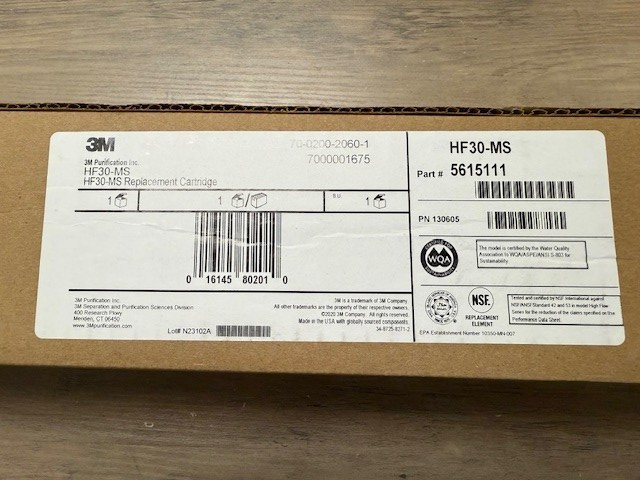 3M
70-0200-2060-1
7000001675
3M Purification Inc.
HF30-MS
HF30-MS Replacement Cartridge
1
1
/
S.U.
1
0 16145 80201 0
3M Purification Inc.
3M Separation and Purification Sciences Division
400 Research Pkwy
Meriden, CT 06450
www.3Mpurification.com
Lot# N23102A
3M is a trademark of 3M Company.
All other trademarks are the property of their respective owners.
©2020 3M Company. All rights reserved.
Made in the USA with globally sourced components.
34-8725-8271-2
HF30-MS
Part # 5615111
PN 130605
WQA
The model is certified by the Water Quality
Association to WQA/ASPE/ANSI S-803 for
Sustainability.
NSF.
REPLACEMENT
ELEMENT
Tested and certified by NSF International against
NSF/ANSI Standard 42 and 53 in model High Flow
Series for the reduction of the claims specified on the
Performance Data Sheet.
EPA Establishment Number 10350-MN-007